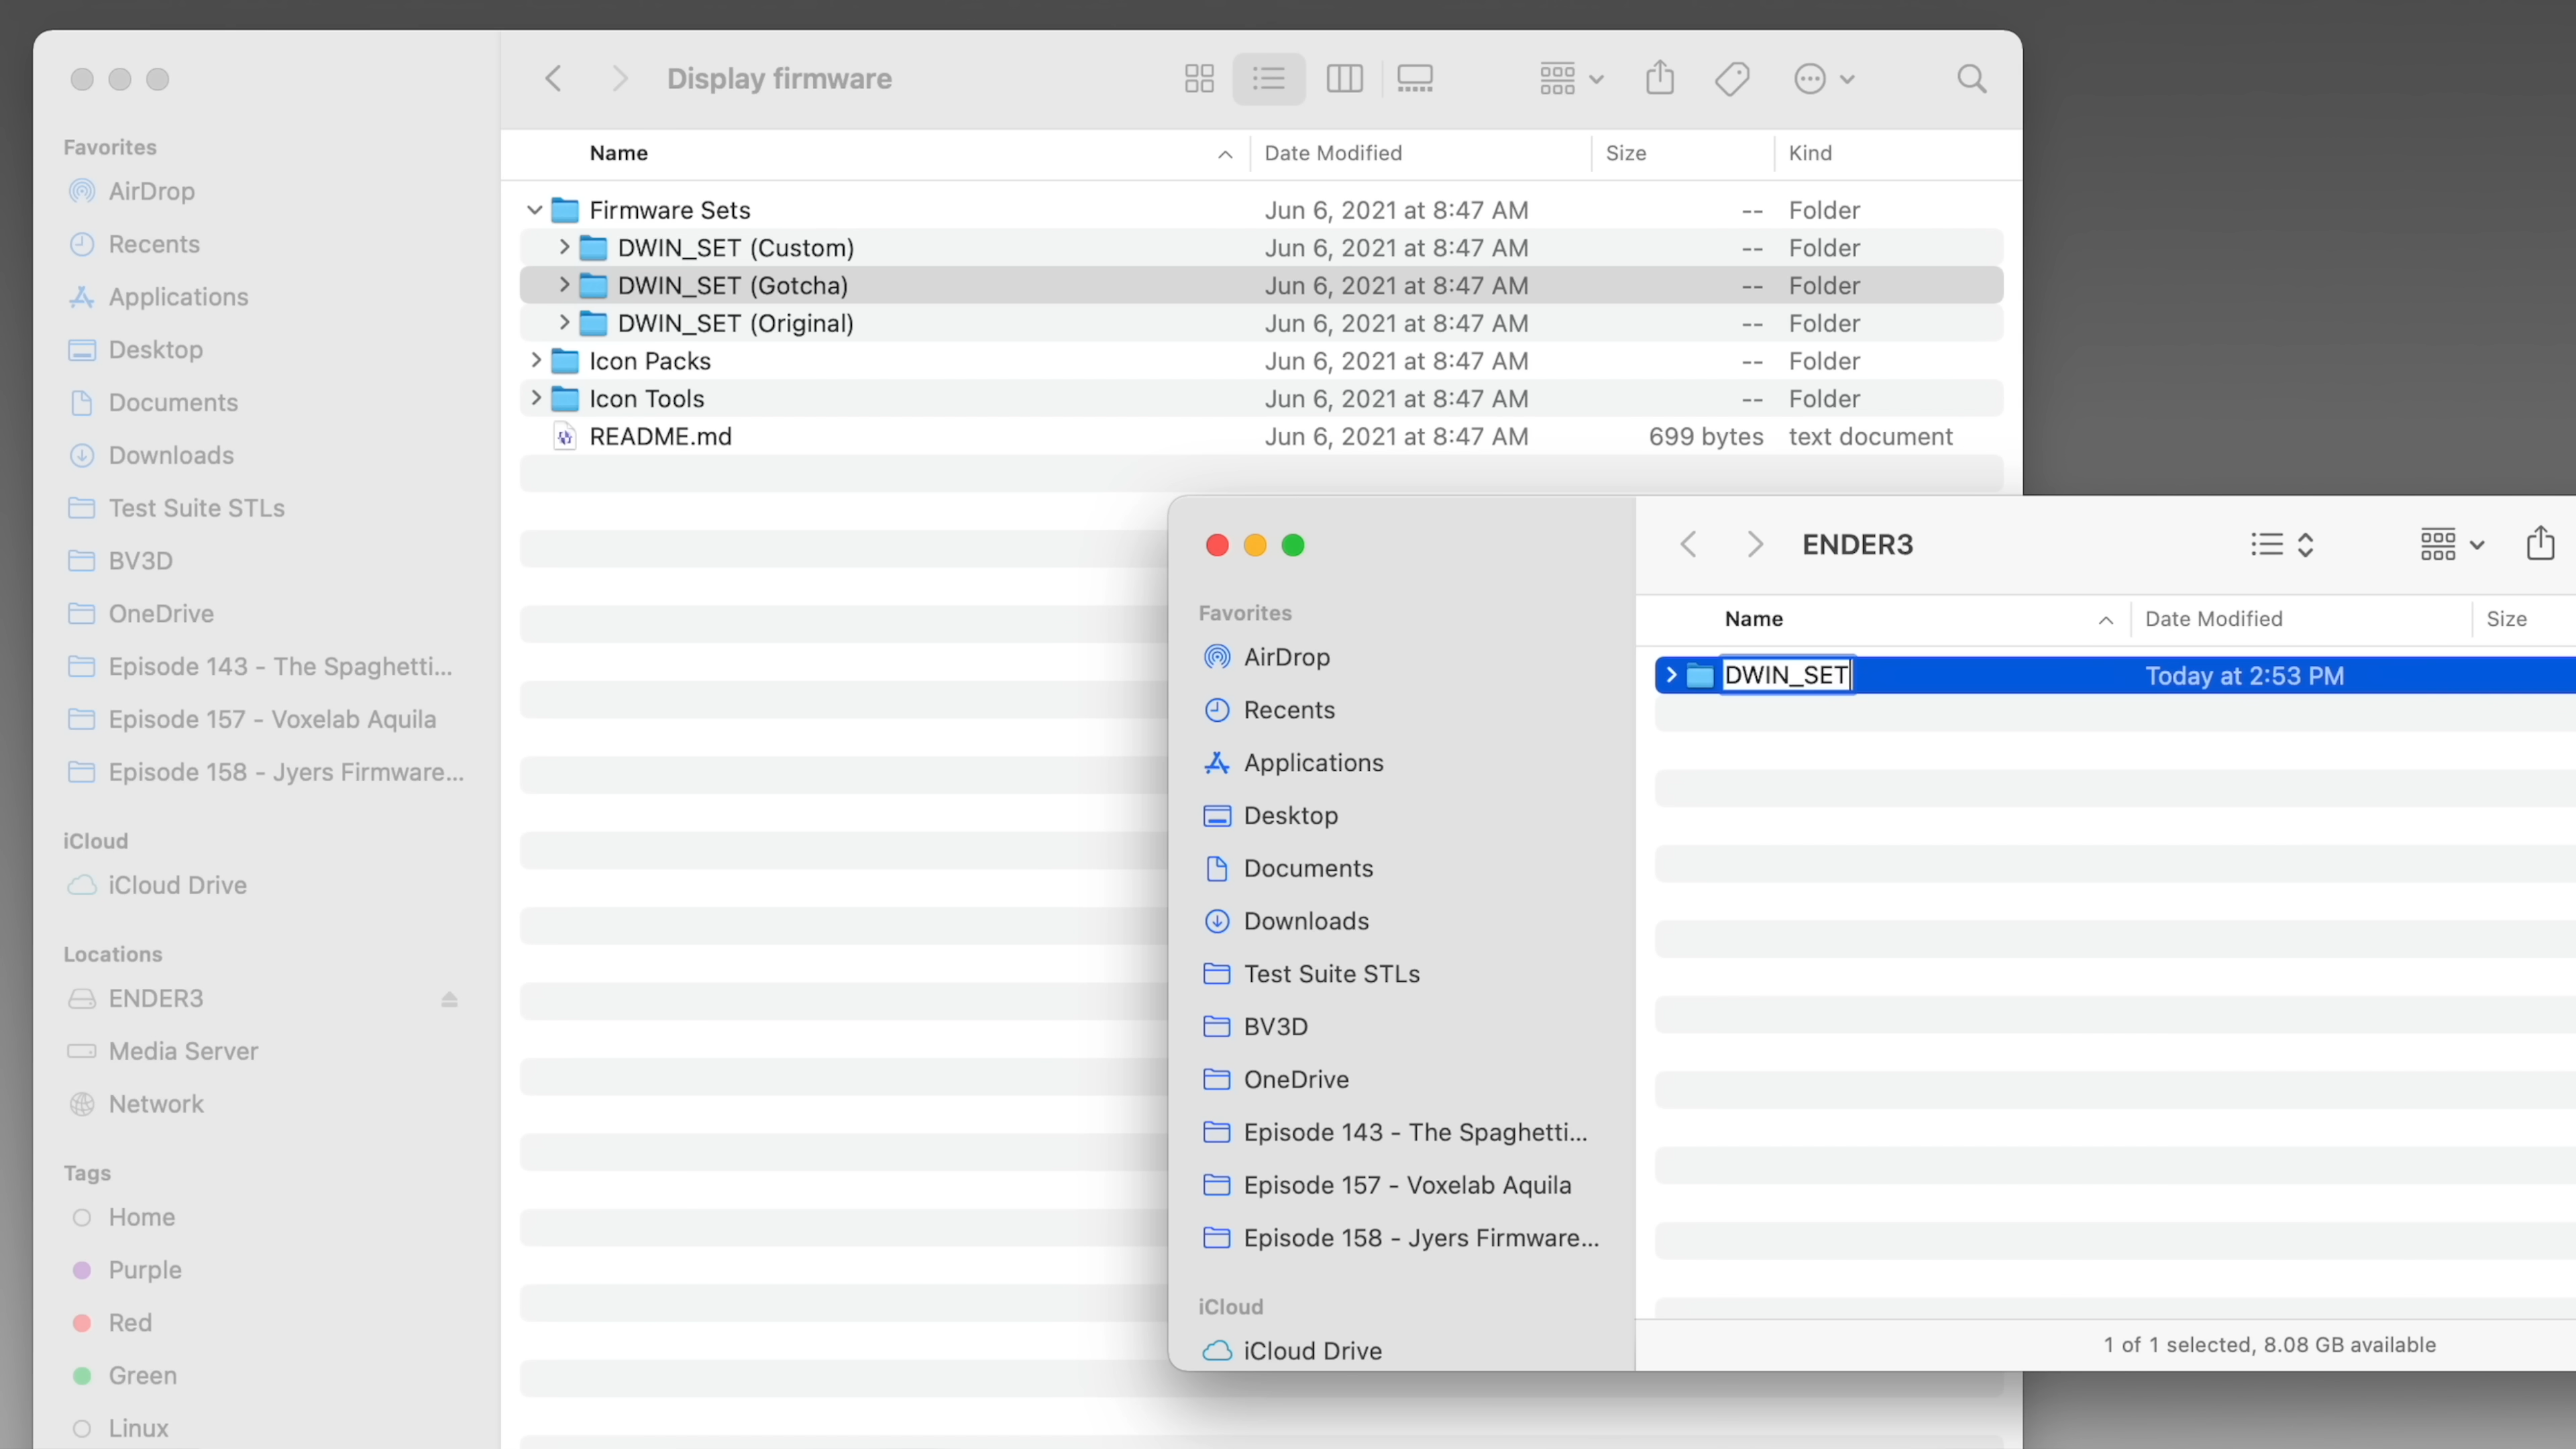 Display firmware
Favorites
AirDrop
Recents
Applications
Desktop
Documents
Downloads
Test Suite STLs
BV3D
OneDrive
Episode 143 - The Spaghetti...
Episode 157 - Voxelab Aquila
Episode 158 - Jyers Firmware...
iCloud
iCloud Drive
Locations
ENDER3
Media Server
Network
Tags
Home
Purple
Red
Green
Linux
Name Date Modified Size Kind
Firmware Sets Jun 6, 2021 at 8:47 AM -- Folder
DWIN_SET (Custom) Jun 6, 2021 at 8:47 AM -- Folder
DWIN_SET (Gotcha) Jun 6, 2021 at 8:47 AM -- Folder
DWIN_SET (Original) Jun 6, 2021 at 8:47 AM -- Folder
Icon Packs Jun 6, 2021 at 8:47 AM -- Folder
Icon Tools Jun 6, 2021 at 8:47 AM -- Folder
README.md Jun 6, 2021 at 8:47 AM 699 bytes text document
ENDER3
Favorites
AirDrop
Recents
Applications
Desktop
Documents
Downloads
Test Suite STLs
BV3D
OneDrive
Episode 143 - The Spaghetti...
Episode 157 - Voxelab Aquila
Episode 158 - Jyers Firmware...
iCloud
iCloud Drive
Name Date Modified Size
DWIN_SET Today at 2:53 PM
1 of 1 selected, 8.08 GB available